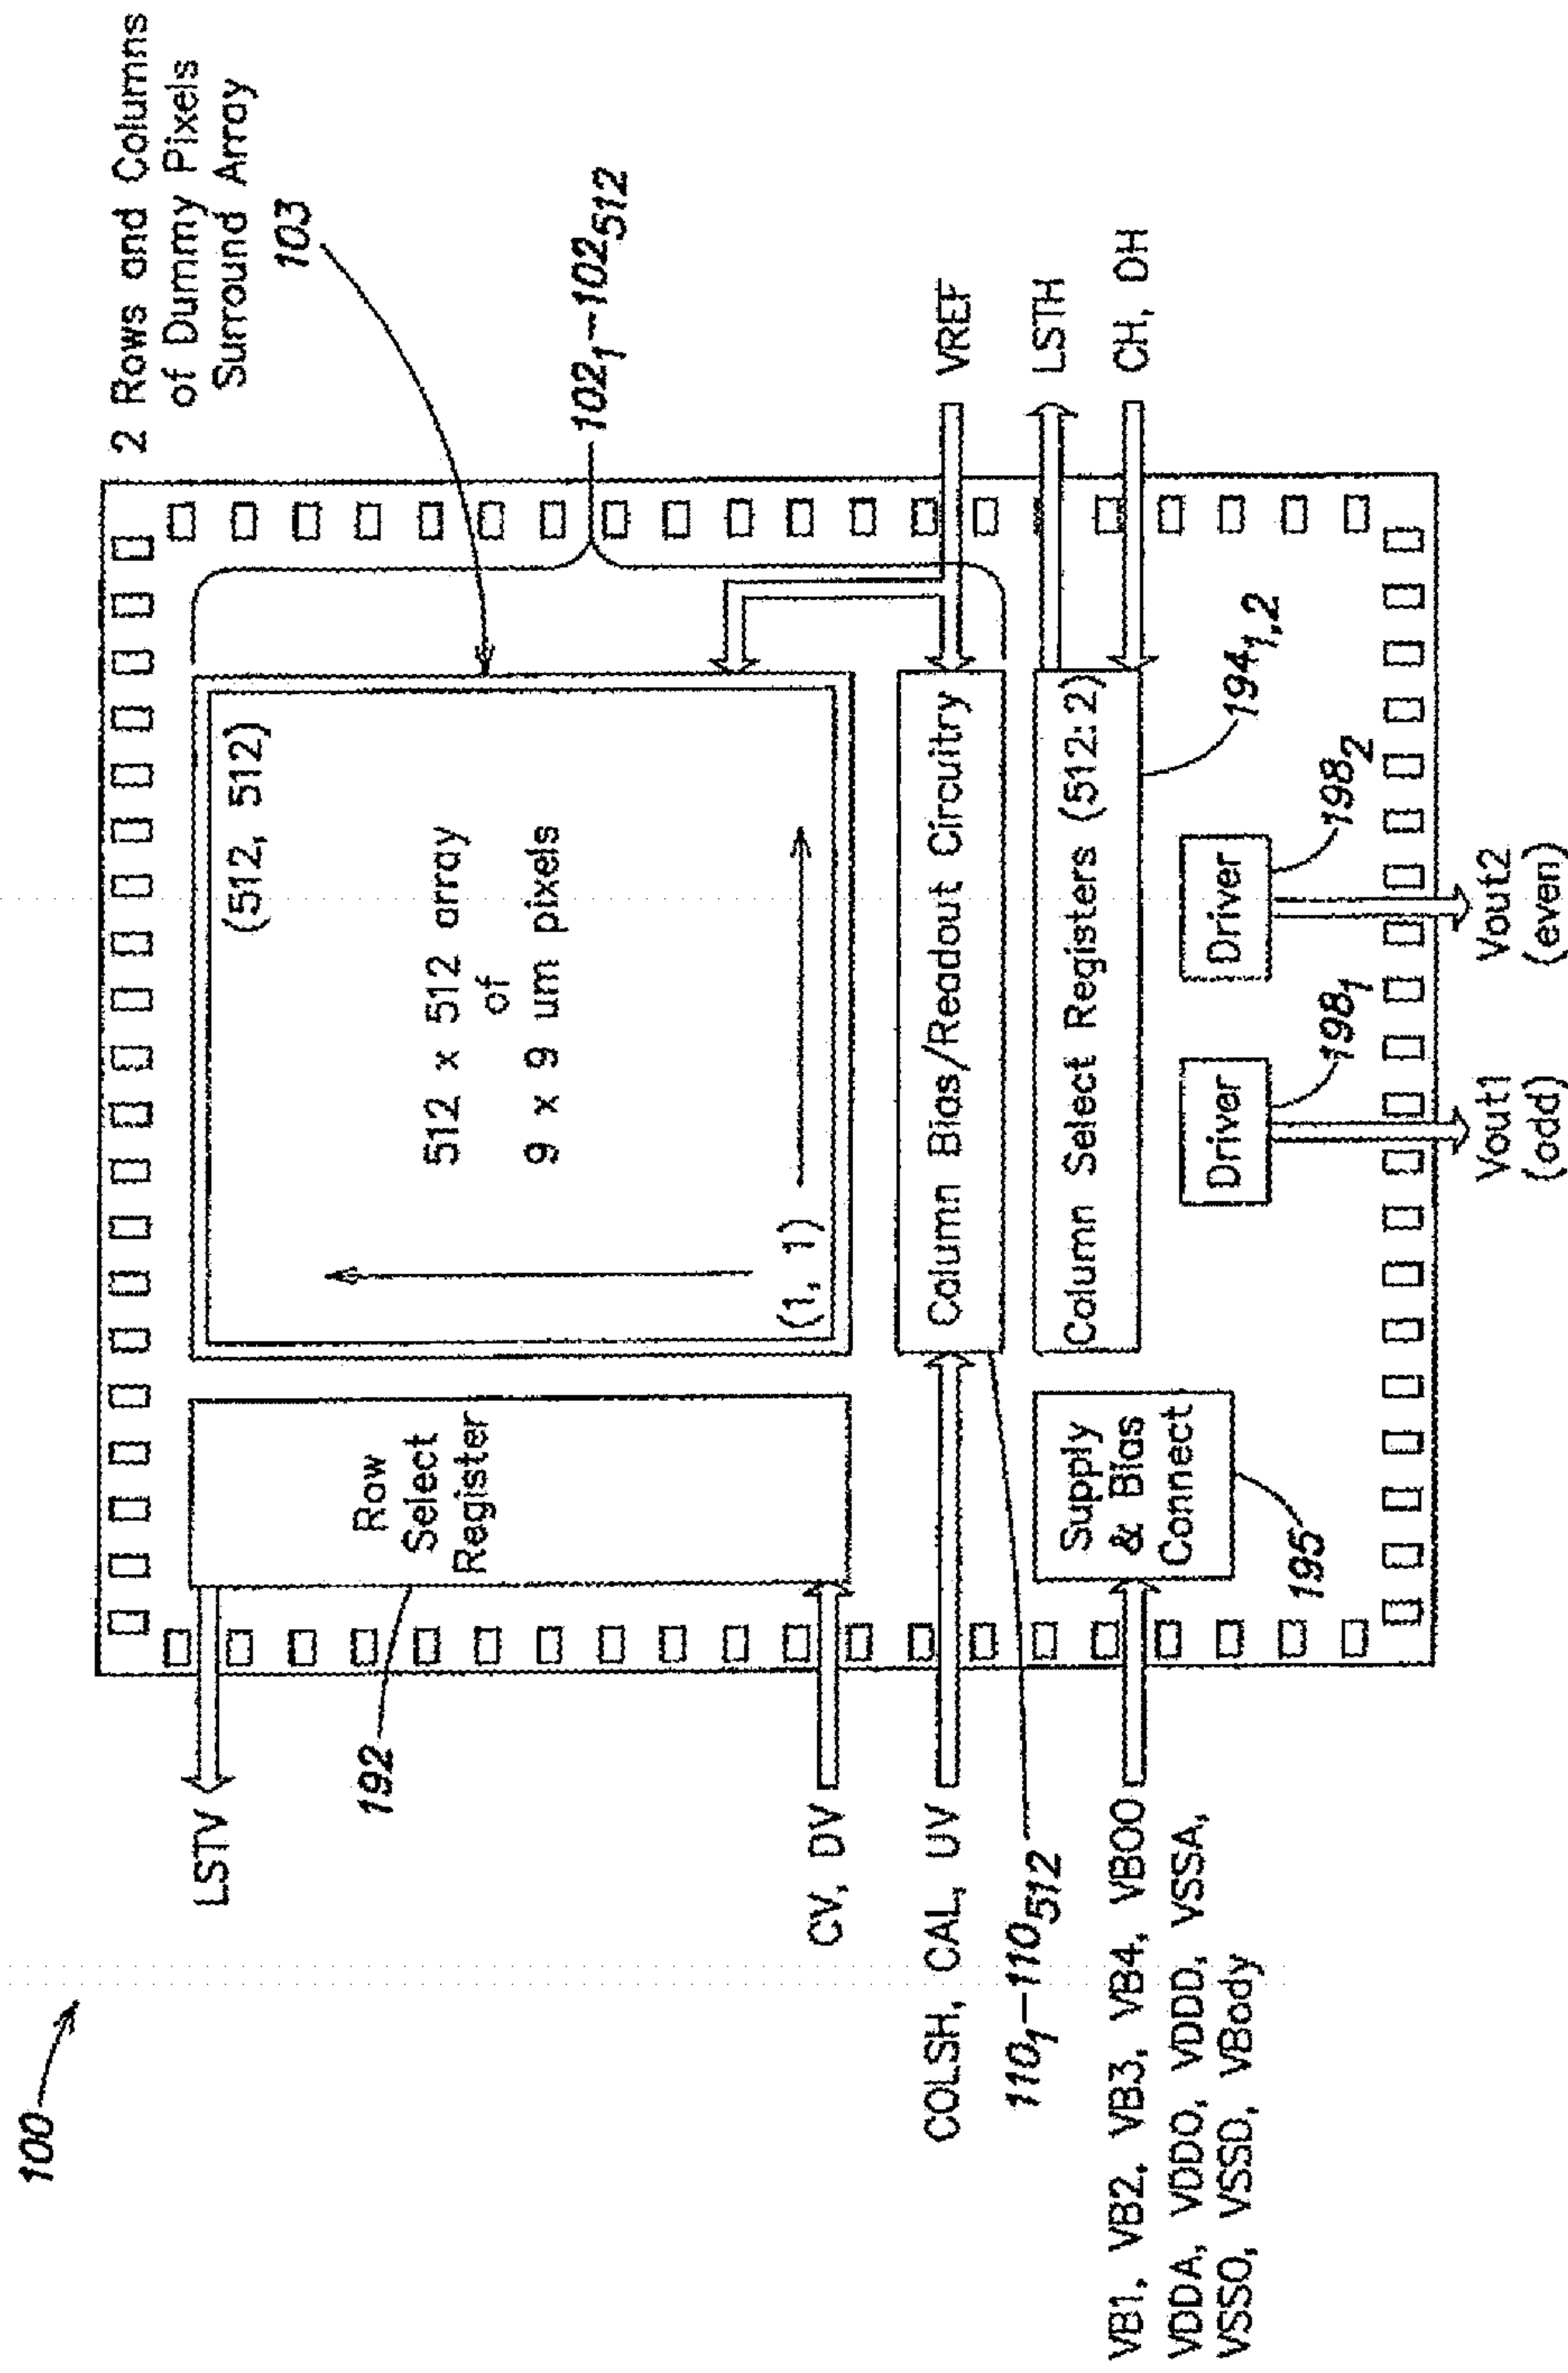 100
2 Rows and Columns
of Dummy Pixels
Surround Array
103
LSTV
192
Row
Select
Register
(512, 512)
512 x 512 array
of
9 x 9 um pixels
(1, 1)
102₁–102₅₁₂
CV, DV
COLSH, CAL, UV
Column Bias/Readout Circuitry
VREF
110₁–110₅₁₂
Column Select Registers (512:2)
LSTH
CH, DH
194₁,₂
VB1, VB2, VB3, VB4, VB00
VDDA, VDDO, VDDD, VSSA,
VSSO, VSSD, VBody
Supply
& Bias
Connect
195
Driver
198₁
Driver
198₂
Vout1
(odd)
Vout2
(even)